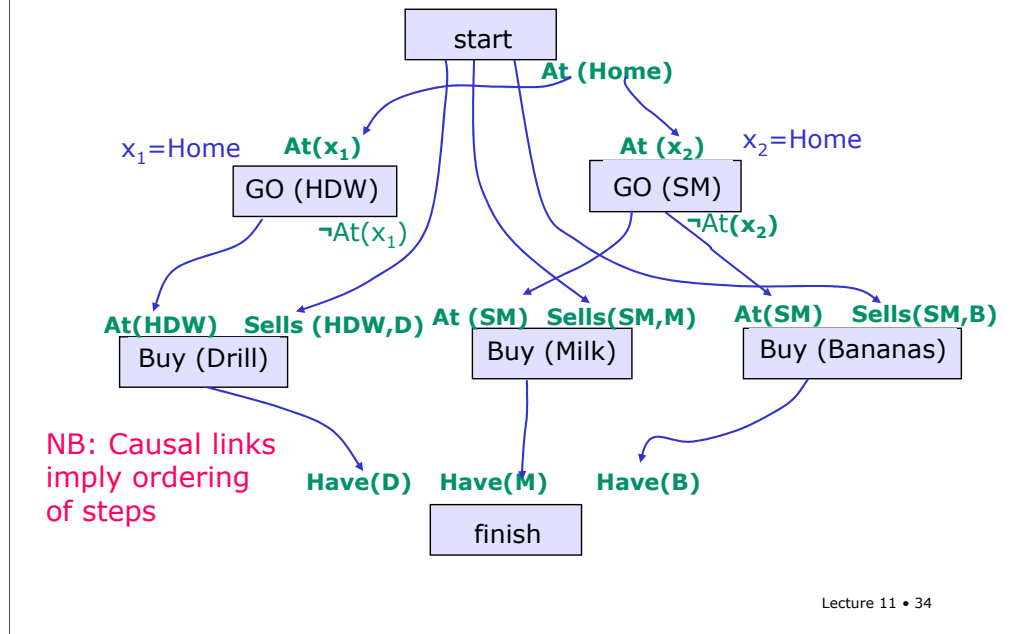 start
At (Home)
x₁=Home
At(x₁)
At (x₂)
x₂=Home
GO (HDW)
GO (SM)
¬At(x₁)
¬At(x₂)
At(HDW)
Sells (HDW,D)
At (SM)
Sells(SM,M)
At(SM)
Sells(SM,B)
Buy (Drill)
Buy (Milk)
Buy (Bananas)
NB: Causal links
imply ordering
of steps
Have(D)
Have(M)
Have(B)
finish
Lecture 11 • 34